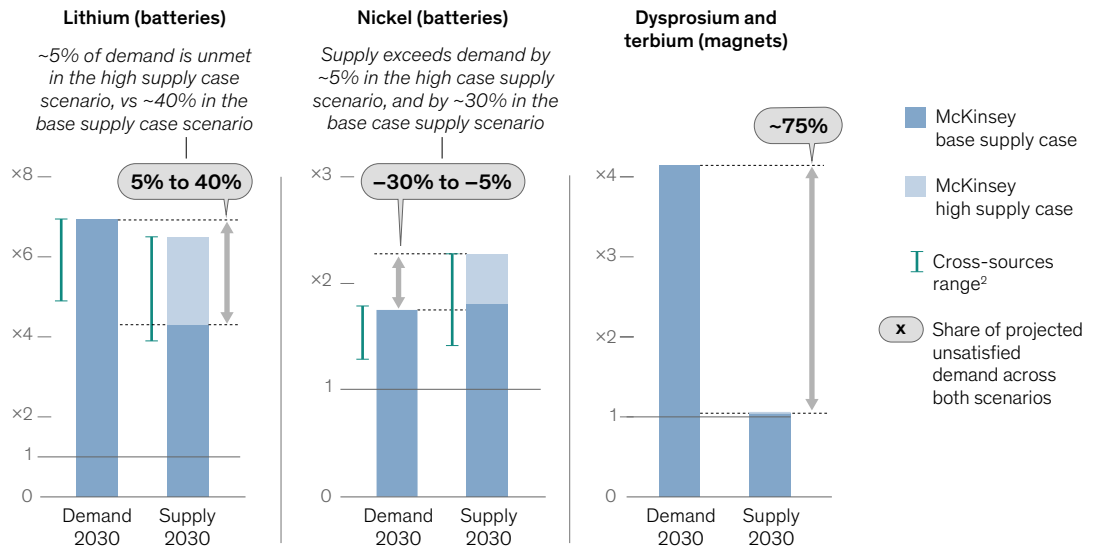 Lithium (batteries)
~5% of demand is unmet
in the high supply case
scenario, vs ~40% in the
base supply case scenario
5% to 40%
×8
×6
×4
×2
1
0
Demand
2030
Supply
2030
Nickel (batteries)
Supply exceeds demand by
~5% in the high case supply
scenario, and by ~30% in the
base case supply scenario
–30% to –5%
×3
×2
1
0
Demand
2030
Supply
2030
Dysprosium and
terbium (magnets)
~75%
×4
×3
×2
1
0
Demand
2030
Supply
2030
McKinsey
base supply case
McKinsey
high supply case
Cross-sources
range²
x
Share of projected
unsatisfied
demand across
both scenarios